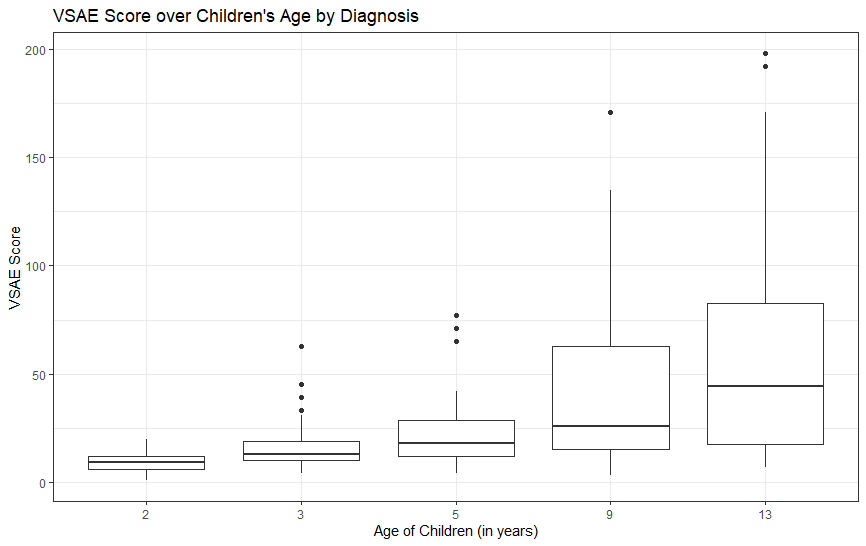 VSAE Score over Children's Age by Diagnosis
200
150
100
50
0
VSAE Score
2 3 5 9 13
Age of Children (in years)